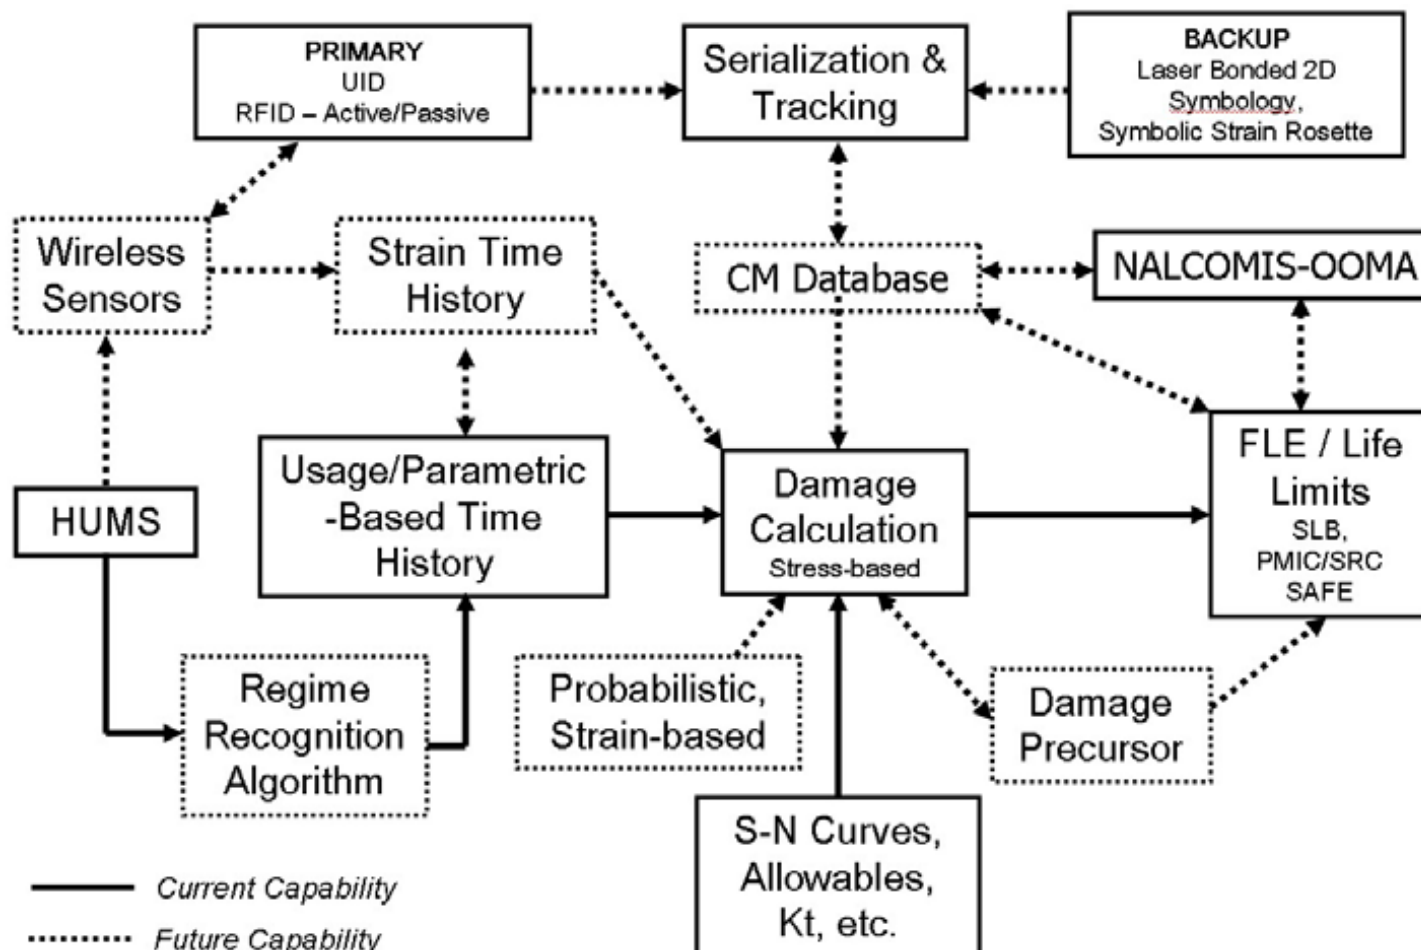 PRIMARY
UID
RFID – Active/Passive
Serialization &
Tracking
BACKUP
Laser Bonded 2D
Symbology,
Symbolic Strain Rosette
Wireless
Sensors
Strain Time
History
CM Database
NALCOMIS-OOMA
HUMS
Usage/Parametric
-Based Time
History
Damage
Calculation
Stress-based
FLE / Life
Limits
SLB,
PMIC/SRC
SAFE
Regime
Recognition
Algorithm
Probabilistic,
Strain-based
Damage
Precursor
S-N Curves,
Allowables,
Kt, etc.
Current Capability
Future Capability